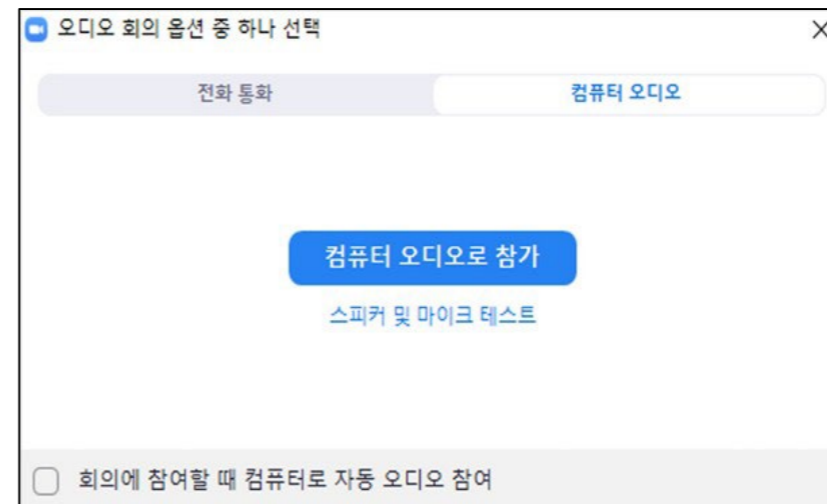 오디오 회의 옵션 중 하나 선택
전화 통화
컴퓨터 오디오
컴퓨터 오디오로 참가
스피커 및 마이크 테스트
회의에 참여할 때 컴퓨터로 자동 오디오 참여